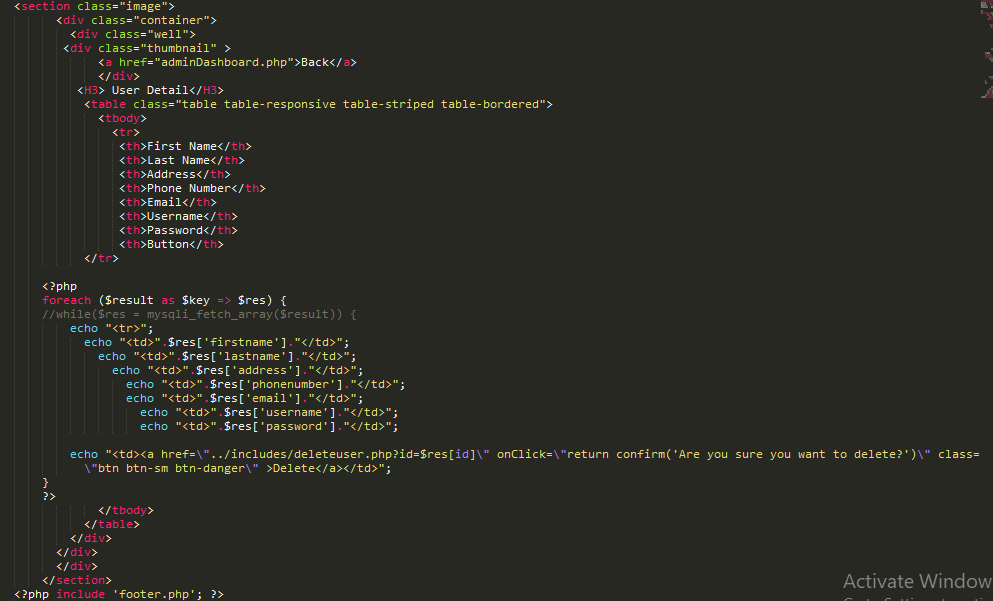 <section class="image">
<div class="container">
<div class="well">
<div class="thumbnail" >
<a href="adminDashboard.php">Back</a>
</div>
<H3> User Detail</H3>
<table class="table table-responsive table-striped table-bordered">
<tbody>
<tr>
<th>First Name</th>
<th>Last Name</th>
<th>Address</th>
<th>Phone Number</th>
<th>Email</th>
<th>Username</th>
<th>Password</th>
<th>Button</th>
</tr>
<?php
foreach ($result as $key => $res) {
//while($res = mysqli_fetch_array($result)) {
echo "<tr>";
echo "<td>".$res['firstname']."</td>";
echo "<td>".$res['lastname']."</td>";
echo "<td>".$res['address']."</td>";
echo "<td>".$res['phonenumber']."</td>";
echo "<td>".$res['email']."</td>";
echo "<td>".$res['username']."</td>";
echo "<td>".$res['password']."</td>";
echo "<td><a href=\"../includes/deleteuser.php?id=$res[id]\" onClick=\"return confirm('Are you sure you want to delete?')\" class=
\"btn btn-sm btn-danger\" >Delete</a></td>";
}
?>
</tbody>
</table>
</div>
</div>
</div>
</section>
Activate Window
<?php include 'footer.php'; ?>